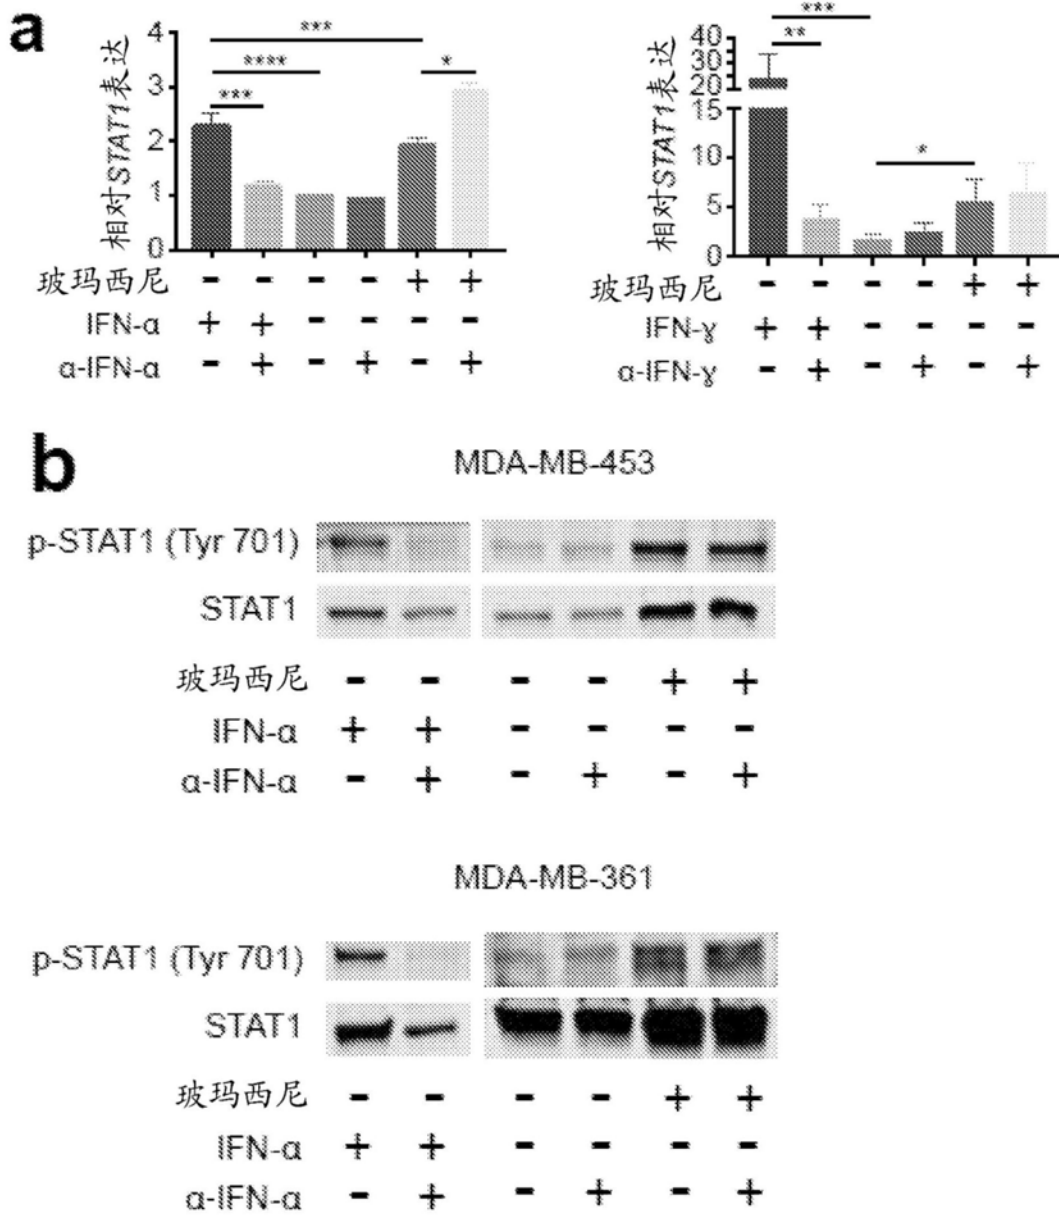 a
相对STAT1表达
4
3
2
1
0
*** 
****
***
*
玻玛西尼 - - - - + +
IFN-α + + - - - -
α-IFN-α - + - + - +
相对STAT1表达
40
30
20
15
10
5
0
***
**
*
玻玛西尼 - - - - + +
IFN-γ + + - - - -
α-IFN-γ - + - + - +
b
MDA-MB-453
p-STAT1 (Tyr 701)
STAT1
玻玛西尼 - - - - + +
IFN-α + + - - - -
α-IFN-α - + - + - +
MDA-MB-361
p-STAT1 (Tyr 701)
STAT1
玻玛西尼 - - - - + +
IFN-α + + - - - -
α-IFN-α - + - + - +